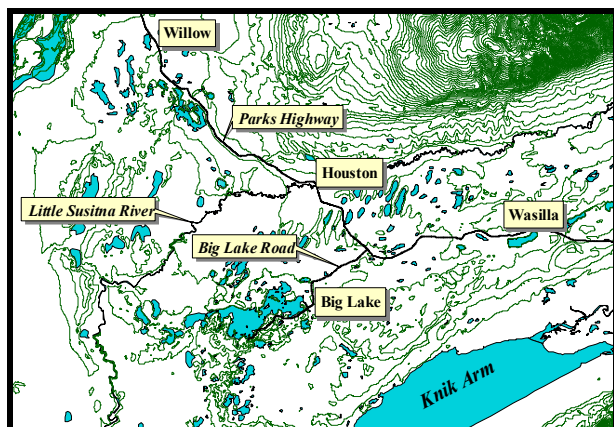 Willow
Parks Highway
Houston
Little Susitna River
Wasilla
Big Lake Road
Big Lake
Knik Arm